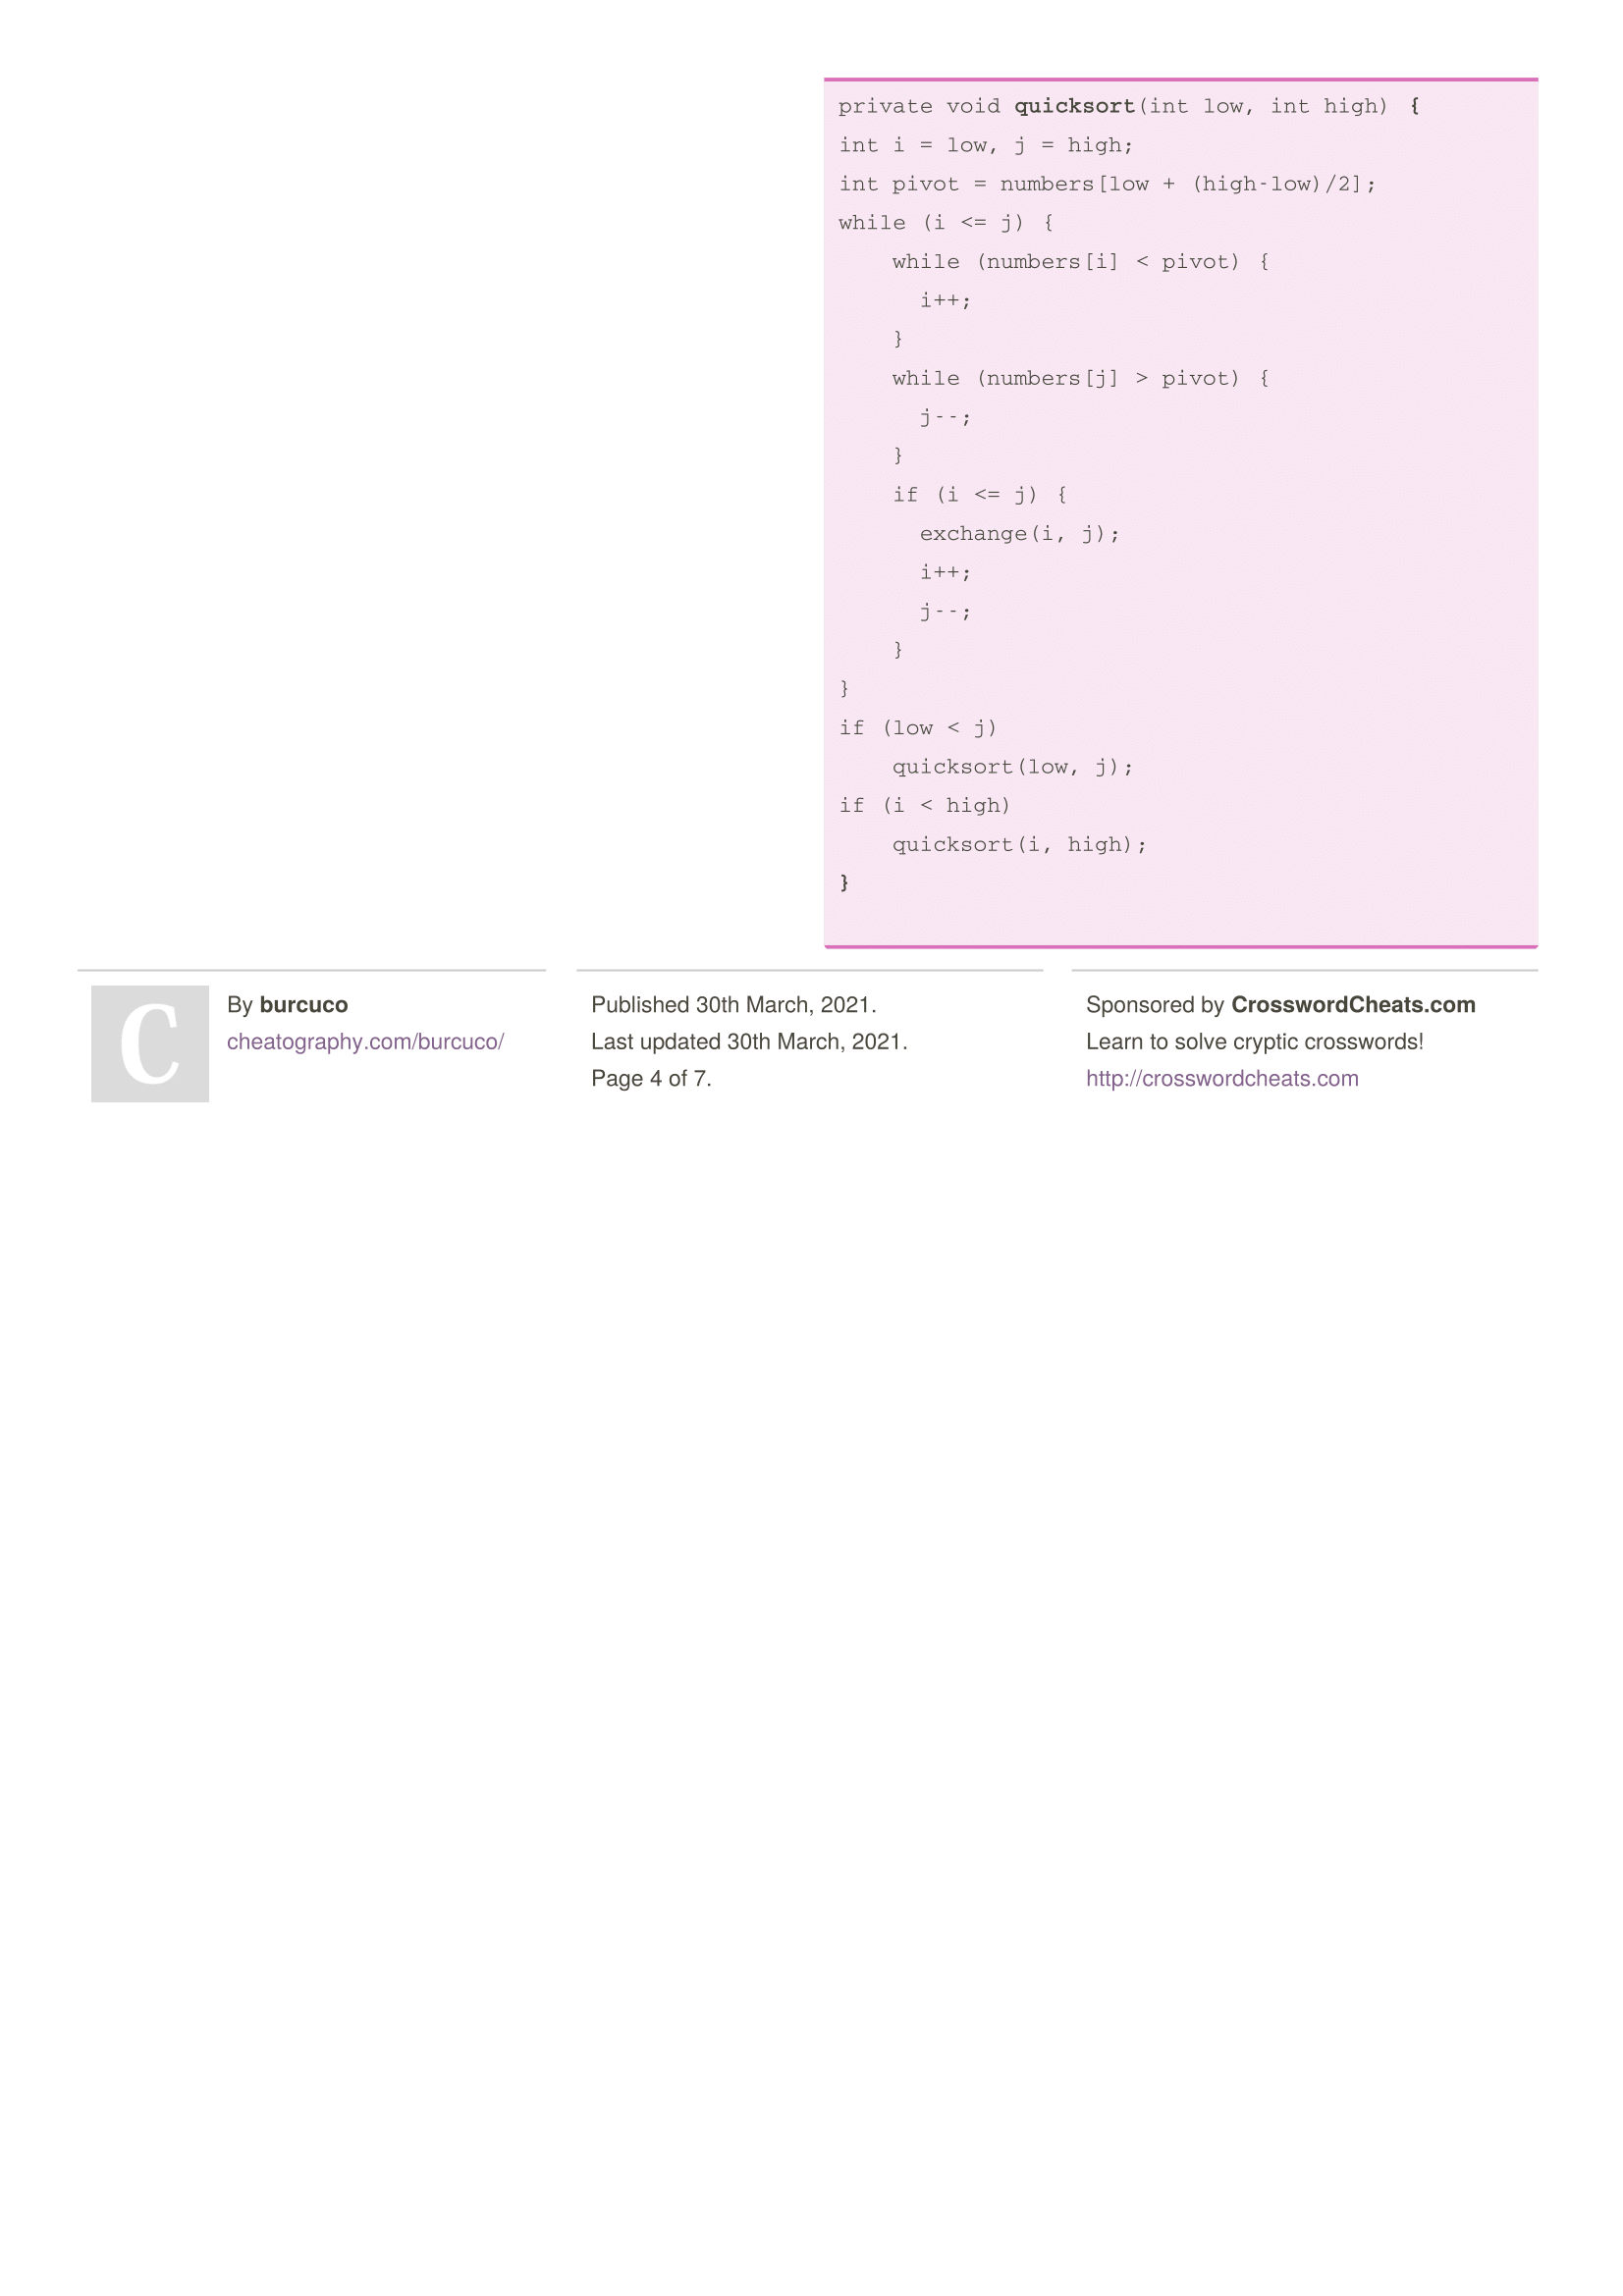 private void quicksort(int low, int high) {
int i = low, j = high;
int pivot = numbers[low + (high-low)/2];
while (i <= j) {
    while (numbers[i] < pivot) {
      i++;
    }
    while (numbers[j] > pivot) {
      j--;
    }
    if (i <= j) {
      exchange(i, j);
      i++;
      j--;
    }
}
if (low < j)
    quicksort(low, j);
if (i < high)
    quicksort(i, high);
}
C
By burcuco
cheatography.com/burcuco/
Published 30th March, 2021.
Last updated 30th March, 2021.
Page 4 of 7.
Sponsored by CrosswordCheats.com
Learn to solve cryptic crosswords!
http://crosswordcheats.com